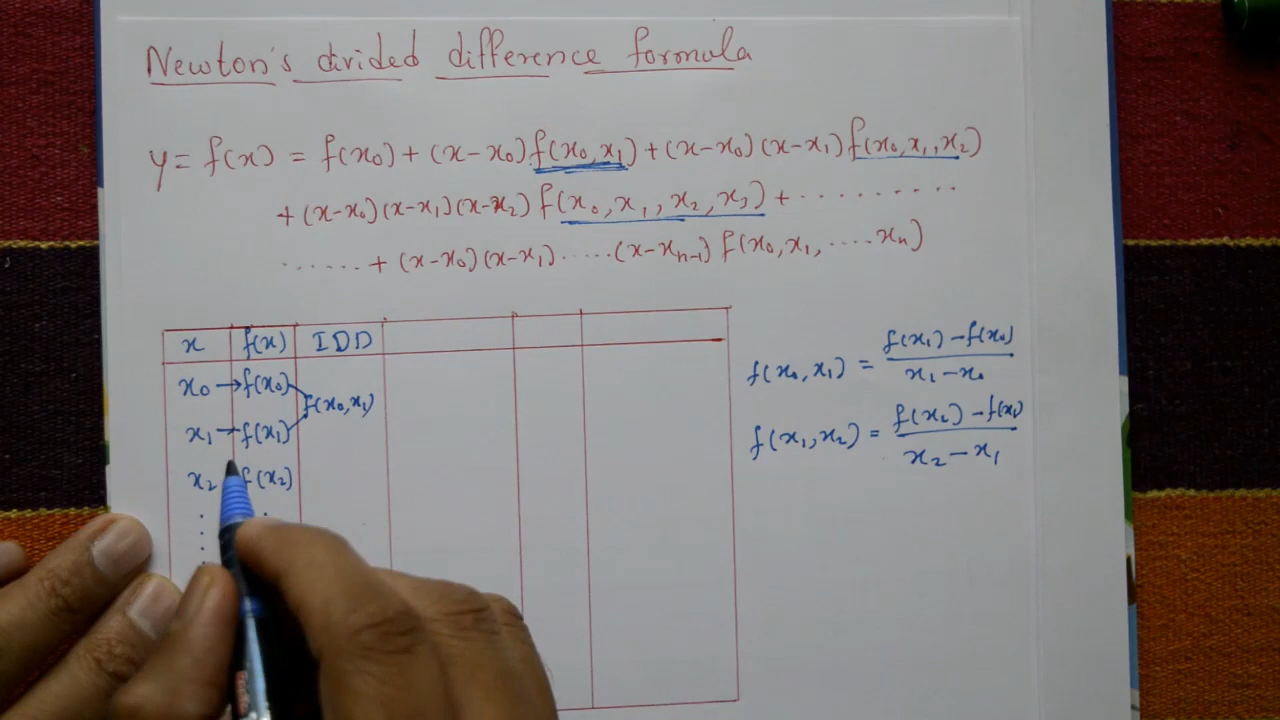 Newton's divided difference formula
y = f(x) = f(x₀) + (x-x₀) f(x₀,x₁) + (x-x₀)(x-x₁) f(x₀,x₁,x₂)
+ (x-x₀)(x-x₁)(x-x₂) f(x₀,x₁,x₂,x₃) + .........
...... + (x-x₀)(x-x₁).....(x-xₙ₋₁) f(x₀,x₁,....xₙ)
x f(x) IDD
x₀ → f(x₀)
f(x₀,x₁)
x₁ → f(x₁)
x₂ f(x₂)
f(x₀,x₁) = f(x₁) - f(x₀) / x₁ - x₀
f(x₁,x₂) = f(x₂) - f(x₁) / x₂ - x₁